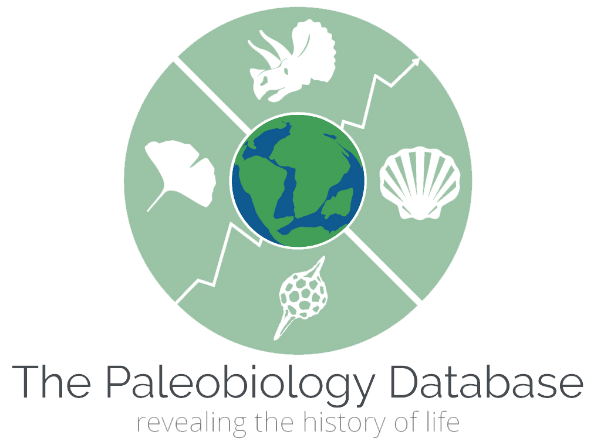 The Paleobiology Database
revealing the history of life